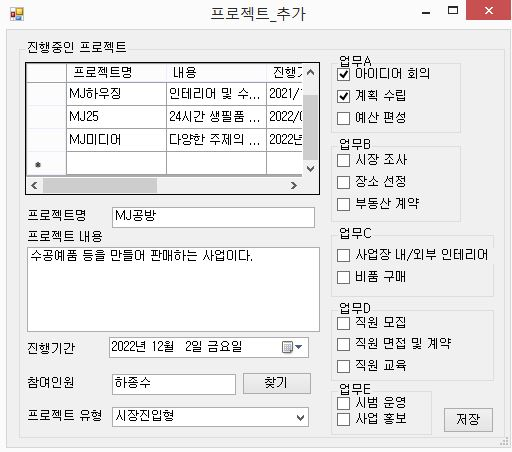 프로젝트_추가
진행중인 프로젝트
프로젝트명 내용 진행기
MJ하우징 인테리어 및 수... 2021/1
MJ25 24시간 생필품 ... 2022/0
MJ미디어 다양한 주제의 ... 2022년
*
프로젝트명 MJ공방
프로젝트 내용
수공예품 등을 만들어 판매하는 사업이다.
진행기간 2022년 12월 2일 금요일
참여인원 하종수 찾기
프로젝트 유형 시장진입형
업무A
아이디어 회의
계획 수립
예산 편성
업무B
시장 조사
장소 선정
부동산 계약
업무C
사업장 내/외부 인테리어
비품 구매
업무D
직원 모집
직원 면접 및 계약
직원 교육
업무E
시범 운영
사업 홍보
저장